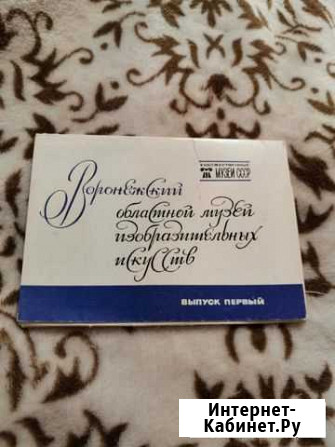 ХУДОЖЕСТВЕННЫЕ
МУЗЕИ СССР
Воронежский
областной музей
изобразительных
искусств
ВЫПУСК ПЕРВЫЙ
Интернет-
Кабинет.Ру